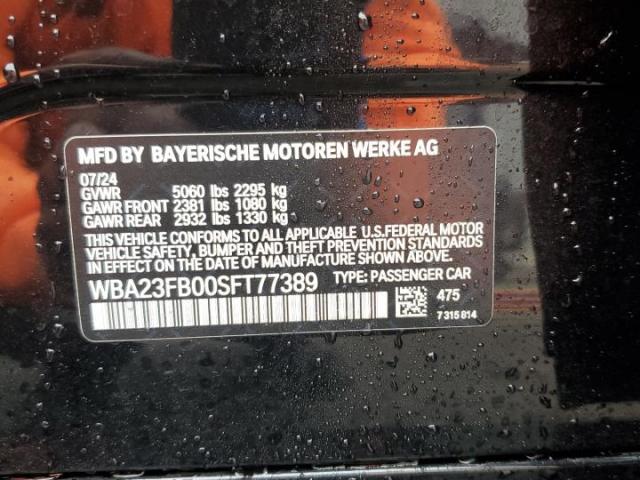 MFD BY BAYERISCHE MOTOREN WERKE AG
07/24
GVWR 5060 lbs 2295 kg
GAWR FRONT 2381 lbs 1080 kg
GAWR REAR 2932 lbs 1330 kg
THIS VEHICLE CONFORMS TO ALL APPLICABLE U.S.FEDERAL MOTOR
VEHICLE SAFETY, BUMPER AND THEFT PREVENTION STANDARDS
IN EFFECT ON THE DATE OF MANUFACTURE SHOWN ABOVE.
WBA23FB00SFT77389 TYPE: PASSENGER CAR
475
7 315 814